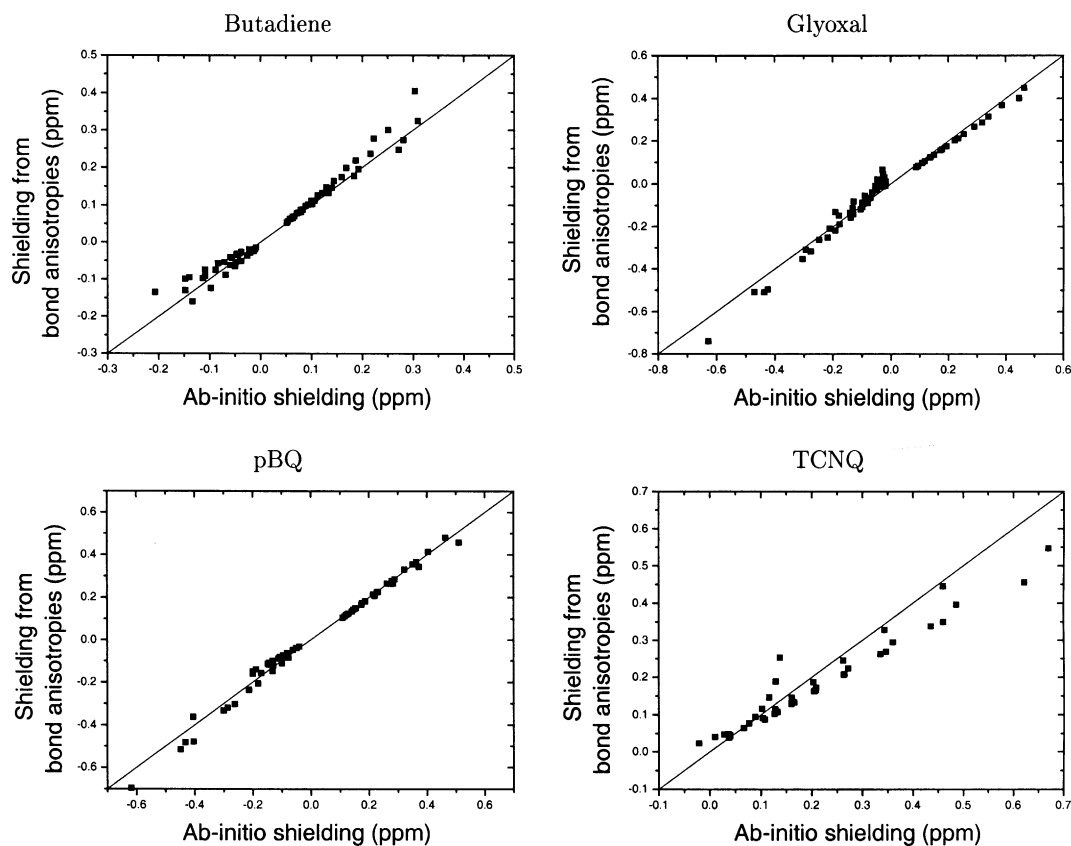 Butadiene
0.5
0.4
0.3
0.2
0.1
0.0
-0.1
-0.2
-0.3
-0.3 -0.2 -0.1 0.0 0.1 0.2 0.3 0.4 0.5
Shielding from
bond anisotropies (ppm)
Ab-initio shielding (ppm)
Glyoxal
0.6
0.4
0.2
0.0
-0.2
-0.4
-0.6
-0.8
-0.8 -0.6 -0.4 -0.2 0.0 0.2 0.4 0.6
Shielding from
bond anisotropies (ppm)
Ab-initio shielding (ppm)
pBQ
0.6
0.4
0.2
0.0
-0.2
-0.4
-0.6
-0.6 -0.4 -0.2 0.0 0.2 0.4 0.6
Shielding from
bond anisotropies (ppm)
Ab-initio shielding (ppm)
TCNQ
0.7
0.6
0.5
0.4
0.3
0.2
0.1
0.0
-0.1
-0.1 0.0 0.1 0.2 0.3 0.4 0.5 0.6 0.7
Shielding from
bond anisotropies (ppm)
Ab-initio shielding (ppm)